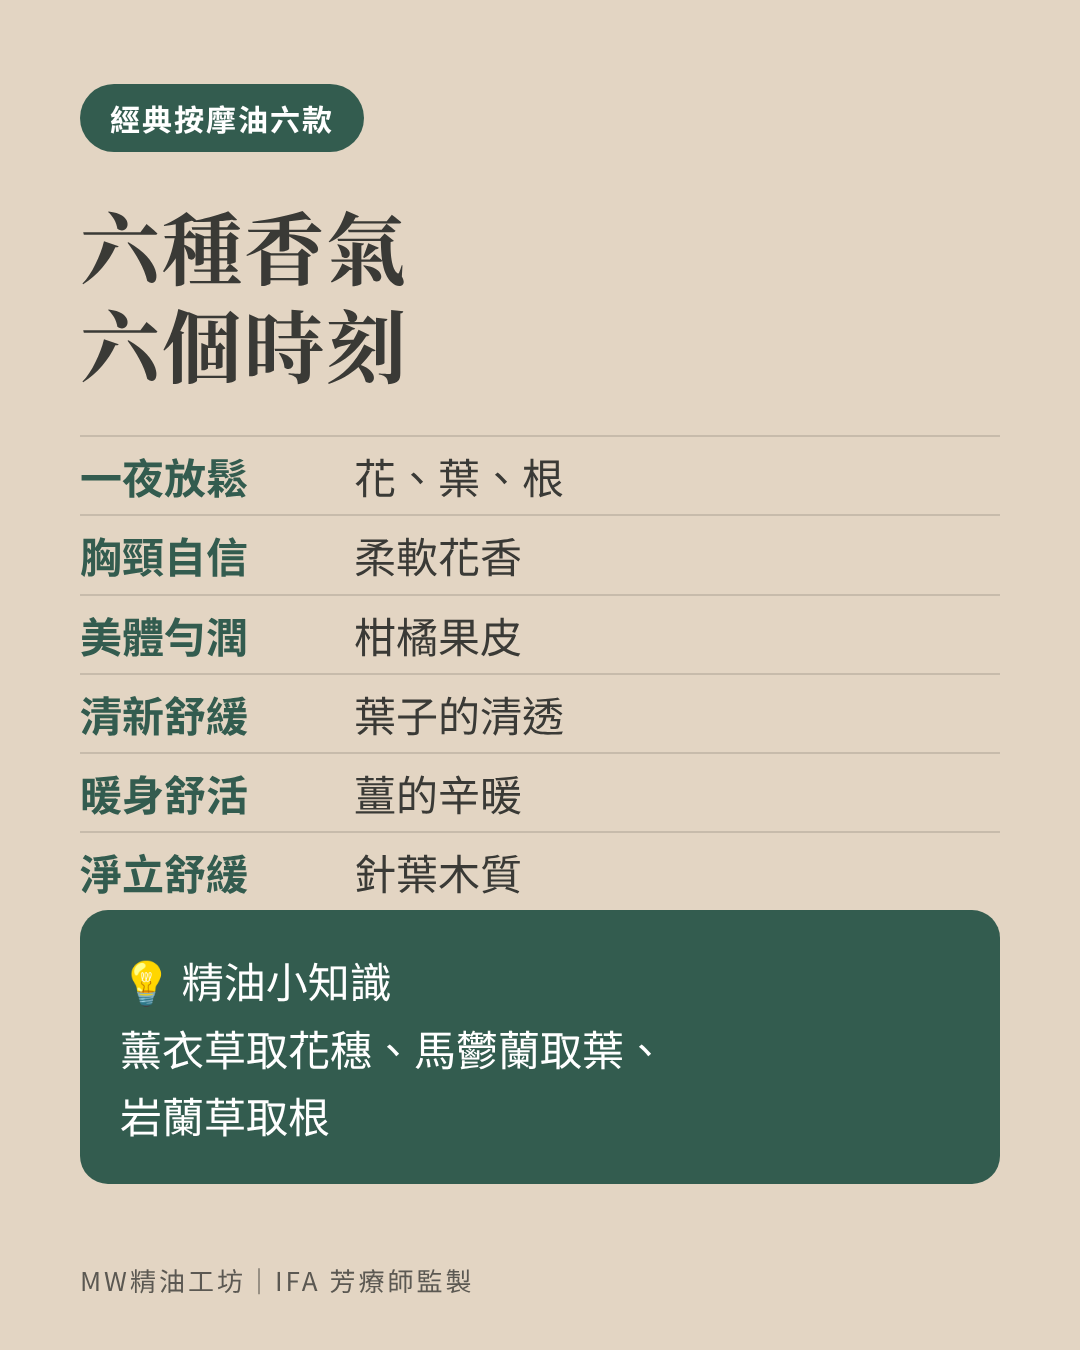 經典按摩油六款
六種香氣
六個時刻
一夜放鬆 花、葉、根
胸頸自信 柔軟花香
美體勻潤 柑橘果皮
清新舒緩 葉子的清透
暖身舒活 薑的辛暖
淨立舒緩 針葉木質
💡 精油小知識
薰衣草取花穗、馬鬱蘭取葉、
岩蘭草取根
MW精油工坊｜IFA 芳療師監製